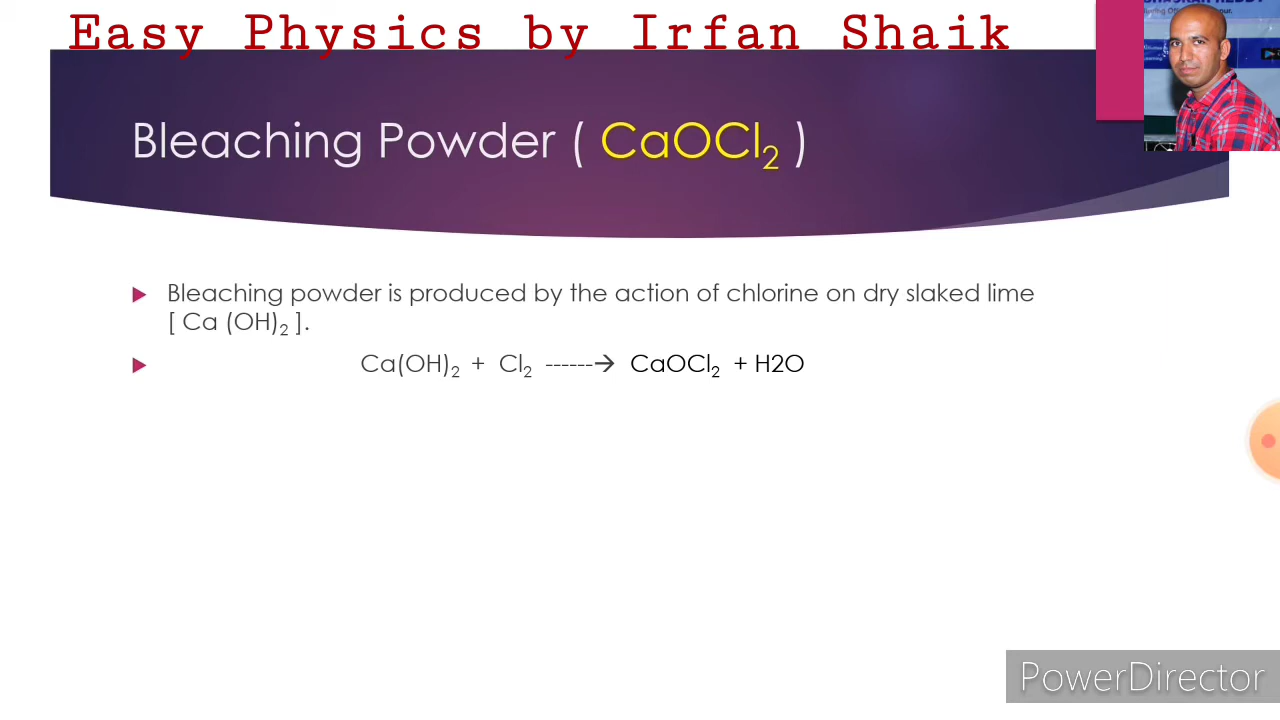 Easy Physics by Irfan Shaik
Bleaching Powder ( CaOCl₂ )
Bleaching powder is produced by the action of chlorine on dry slaked lime
[ Ca (OH)₂ ].
Ca(OH)₂ + Cl₂ ------→ CaOCl₂ + H2O
PowerDirector